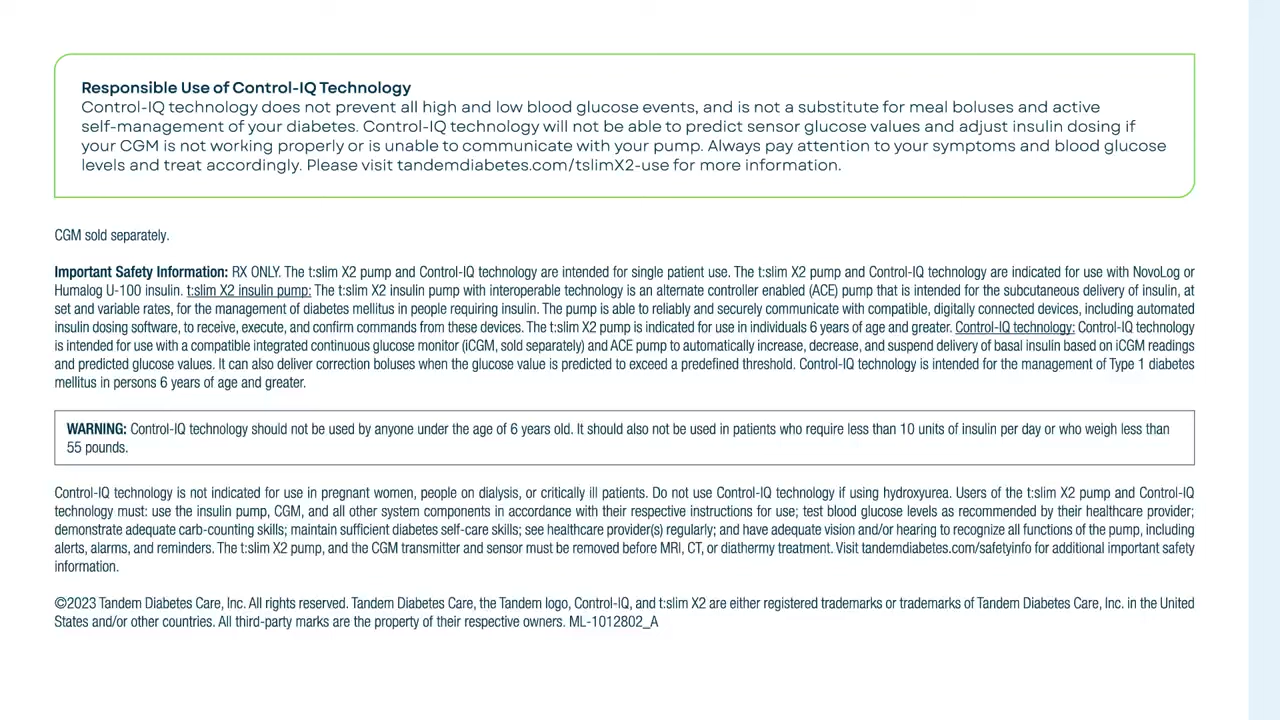 Responsible Use of Control-IQ Technology
Control-IQ technology does not prevent all high and low blood glucose events, and is not a substitute for meal boluses and active
self-management of your diabetes. Control-IQ technology will not be able to predict sensor glucose values and adjust insulin dosing if
your CGM is not working properly or is unable to communicate with your pump. Always pay attention to your symptoms and blood glucose
levels and treat accordingly. Please visit tandemdiabetes.com/tslimX2-use for more information.
CGM sold separately.
Important Safety Information: RX ONLY. The t:slim X2 pump and Control-IQ technology are intended for single patient use. The t:slim X2 pump and Control-IQ technology are indicated for use with NovoLog or
Humalog U-100 insulin. t:slim X2 insulin pump: The t:slim X2 insulin pump with interoperable technology is an alternate controller enabled (ACE) pump that is intended for the subcutaneous delivery of insulin, at
set and variable rates, for the management of diabetes mellitus in people requiring insulin. The pump is able to reliably and securely communicate with compatible, digitally connected devices, including automated
insulin dosing software, to receive, execute, and confirm commands from these devices. The t:slim X2 pump is indicated for use in individuals 6 years of age and greater. Control-IQ technology: Control-IQ technology
is intended for use with a compatible integrated continuous glucose monitor (iCGM, sold separately) and ACE pump to automatically increase, decrease, and suspend delivery of basal insulin based on iCGM readings
and predicted glucose values. It can also deliver correction boluses when the glucose value is predicted to exceed a predefined threshold. Control-IQ technology is intended for the management of Type 1 diabetes
mellitus in persons 6 years of age and greater.
WARNING: Control-IQ technology should not be used by anyone under the age of 6 years old. It should also not be used in patients who require less than 10 units of insulin per day or who weigh less than
55 pounds.
Control-IQ technology is not indicated for use in pregnant women, people on dialysis, or critically ill patients. Do not use Control-IQ technology if using hydroxyurea. Users of the t:slim X2 pump and Control-IQ
technology must: use the insulin pump, CGM, and all other system components in accordance with their respective instructions for use; test blood glucose levels as recommended by their healthcare provider;
demonstrate adequate carb-counting skills; maintain sufficient diabetes self-care skills; see healthcare provider(s) regularly; and have adequate vision and/or hearing to recognize all functions of the pump, including
alerts, alarms, and reminders. The t:slim X2 pump, and the CGM transmitter and sensor must be removed before MRI, CT, or diathermy treatment. Visit tandemdiabetes.com/safetyinfo for additional important safety
information.
©2023 Tandem Diabetes Care, Inc. All rights reserved. Tandem Diabetes Care, the Tandem logo, Control-IQ, and t:slim X2 are either registered trademarks or trademarks of Tandem Diabetes Care, Inc. in the United
States and/or other countries. All third-party marks are the property of their respective owners. ML-1012802_A